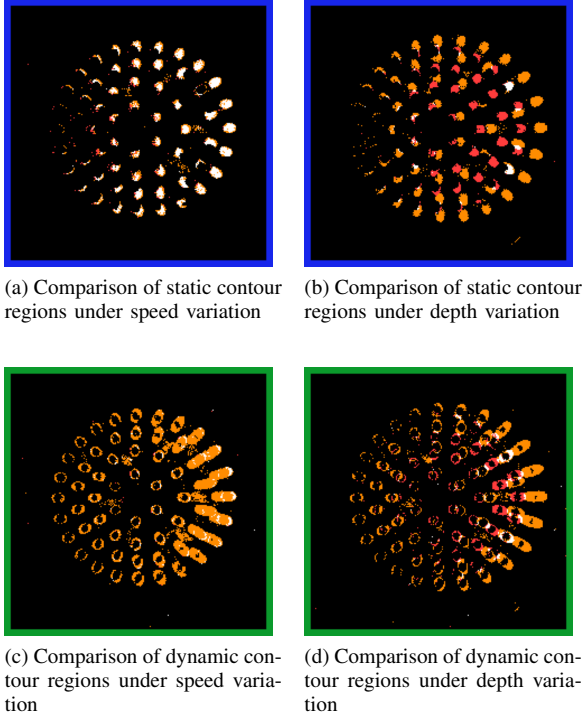 (a) Comparison of static contour
regions under speed variation
(b) Comparison of static contour
regions under depth variation
(c) Comparison of dynamic con-
tour regions under speed varia-
tion
(d) Comparison of dynamic con-
tour regions under depth varia-
tion